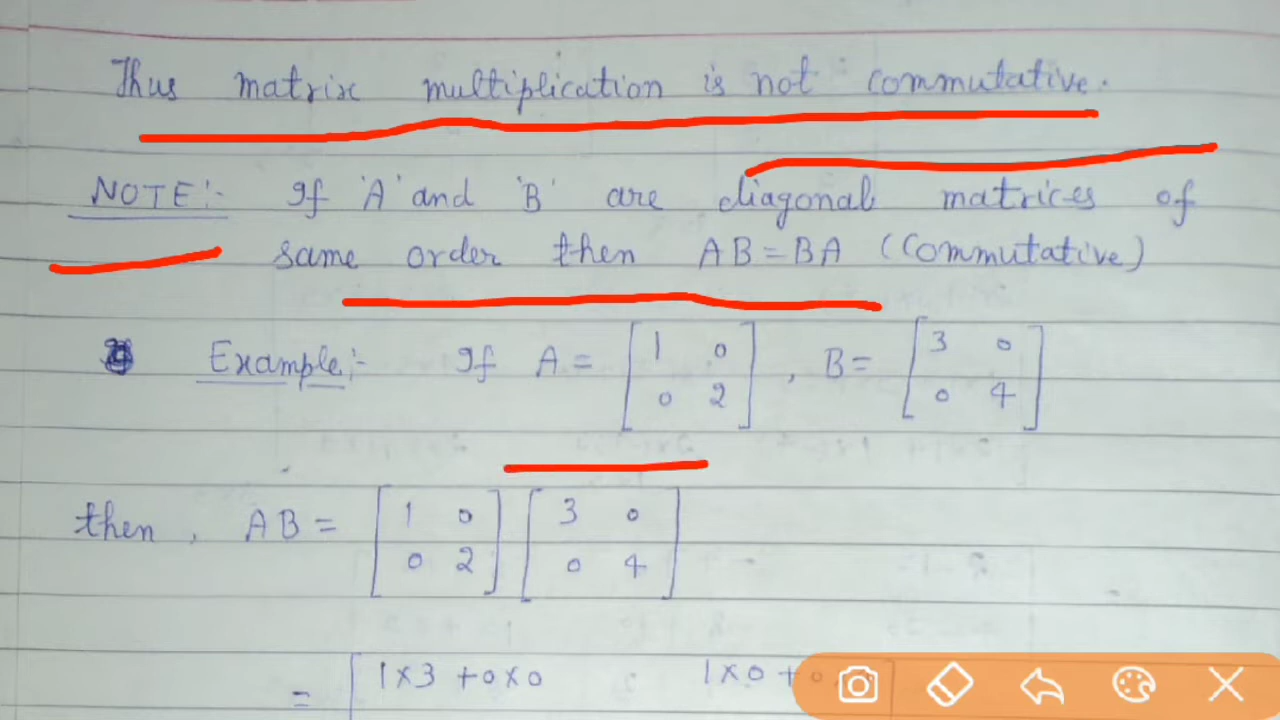 Thus matrix multiplication is not commutative.
NOTE:- If 'A' and 'B' are diagonal matrices of
same order then AB=BA (Commutative)
Example:- If A = [1 0 , B = [3 0
0 2] 0 4]
then, AB = [1 0] [3 0]
[0 2] [0 4]
= [1×3 +0×0 1×0 +0